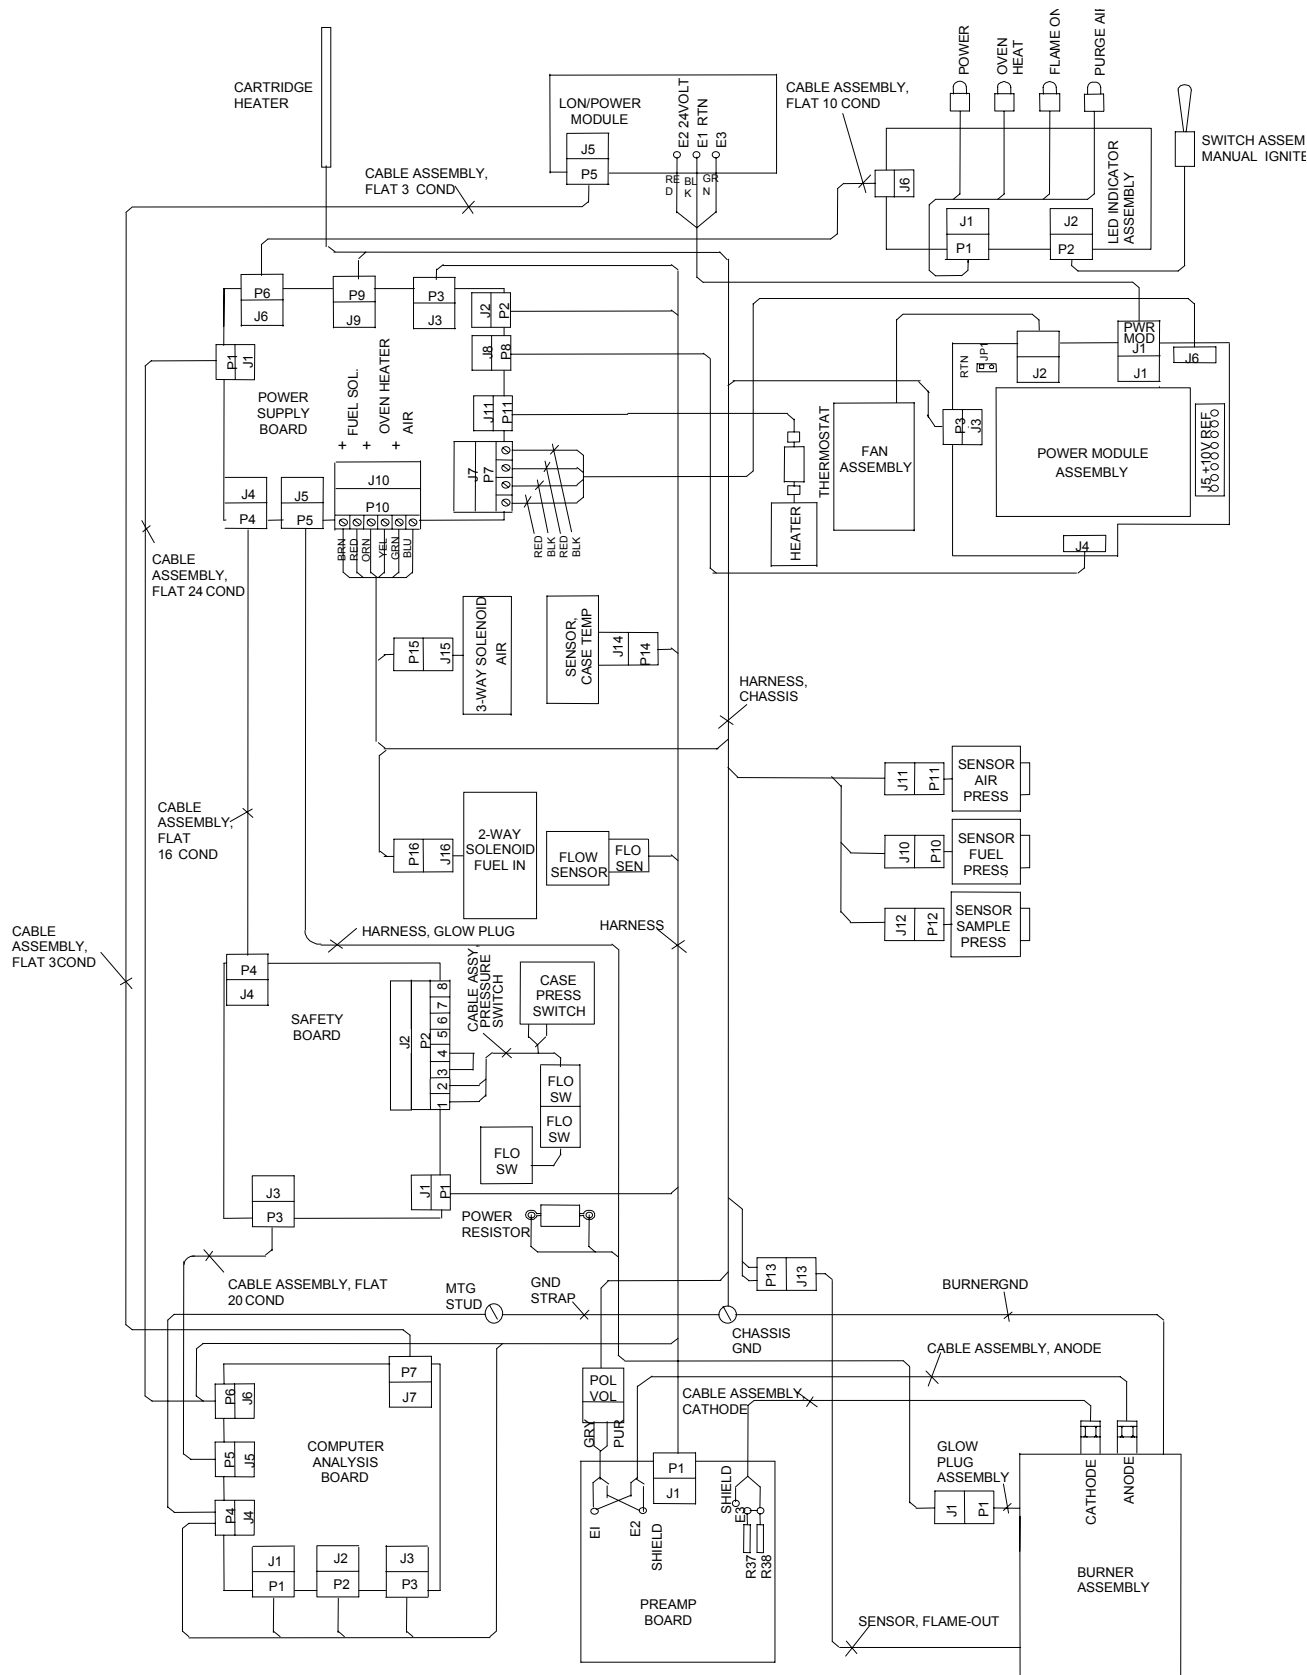 CARTRIDGE
HEATER
LON/POWER
MODULE
E2 24VOLT
E1 RTN
E3
J5
P5
RE
D
BL
K
GR
N
CABLE ASSEMBLY,
FLAT 3 COND
CABLE ASSEMBLY,
FLAT 10 COND
POWER
OVEN
HEAT
FLAME ON
PURGE AI
SWITCH ASSEM
MANUAL IGNITE
J6
J1
P1
J2
P2
LED INDICATOR
ASSEMBLY
P6
J6
P9
J9
P3
J3
J2
P2
J8
P8
P1
J1
POWER
SUPPLY
BOARD
+ FUEL SOL.
+ OVEN HEATER
+ AIR
J11
P11
J7
P7
J4
P4
J5
P5
J10
P10
BRN
RED
ORN
YEL
GRN
BLU
RED
BLK
RED
BLK
THERMOSTAT
HEATER
FAN
ASSEMBLY
RTN
JP1
J2
PWR
MOD
J1
J1
J6
P3
J3
POWER MODULE
ASSEMBLY
J5 +10V REF
J4
CABLE
ASSEMBLY,
FLAT 24 COND
P15
J15
3-WAY SOLENOID
AIR
SENSOR,
CASE TEMP
J14
P14
HARNESS,
CHASSIS
J11
P11
SENSOR
AIR
PRESS
J10
P10
SENSOR
FUEL
PRESS
J12
P12
SENSOR
SAMPLE
PRESS
CABLE
ASSEMBLY,
FLAT
16 COND
P16
J16
2-WAY
SOLENOID
FUEL IN
FLOW
SENSOR
FLO
SEN
CABLE
ASSEMBLY,
FLAT 3COND
HARNESS, GLOW PLUG
HARNESS
P4
J4
SAFETY
BOARD
J2
P2
8
7
6
5
4
3
2
1
CABLE ASSY,
PRESSURE
SWITCH
CASE
PRESS
SWITCH
FLO
SW
FLO
SW
FLO
SW
J3
P3
J1
P1
POWER
RESISTOR
CABLE ASSEMBLY, FLAT
20 COND
MTG
STUD
GND
STRAP
CHASSIS
GND
P13
J13
BURNERGND
CABLE ASSEMBLY, ANODE
CABLE ASSEMBLY,
CATHODE
P7
J7
P6
J6
P5
J5
P4
J4
COMPUTER
ANALYSIS
BOARD
J1
P1
J2
P2
J3
P3
POL
VOL
GRY
PUR
P1
J1
EI
E2
SHIELD
SHIELD
E3
R37
R38
PREAMP
BOARD
GLOW
PLUG
ASSEMBLY
J1
P1
CATHODE
ANODE
BURNER
ASSEMBLY
SENSOR, FLAME-OUT